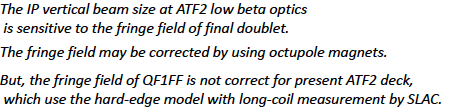 The IP vertical beam size at ATF2 low beta optics
is sensitive to the fringe field of final doublet.
The fringe field may be corrected by using octupole magnets.
But, the fringe field of QF1FF is not correct for present ATF2 deck,
which use the hard-edge model with long-coil measurement by SLAC.